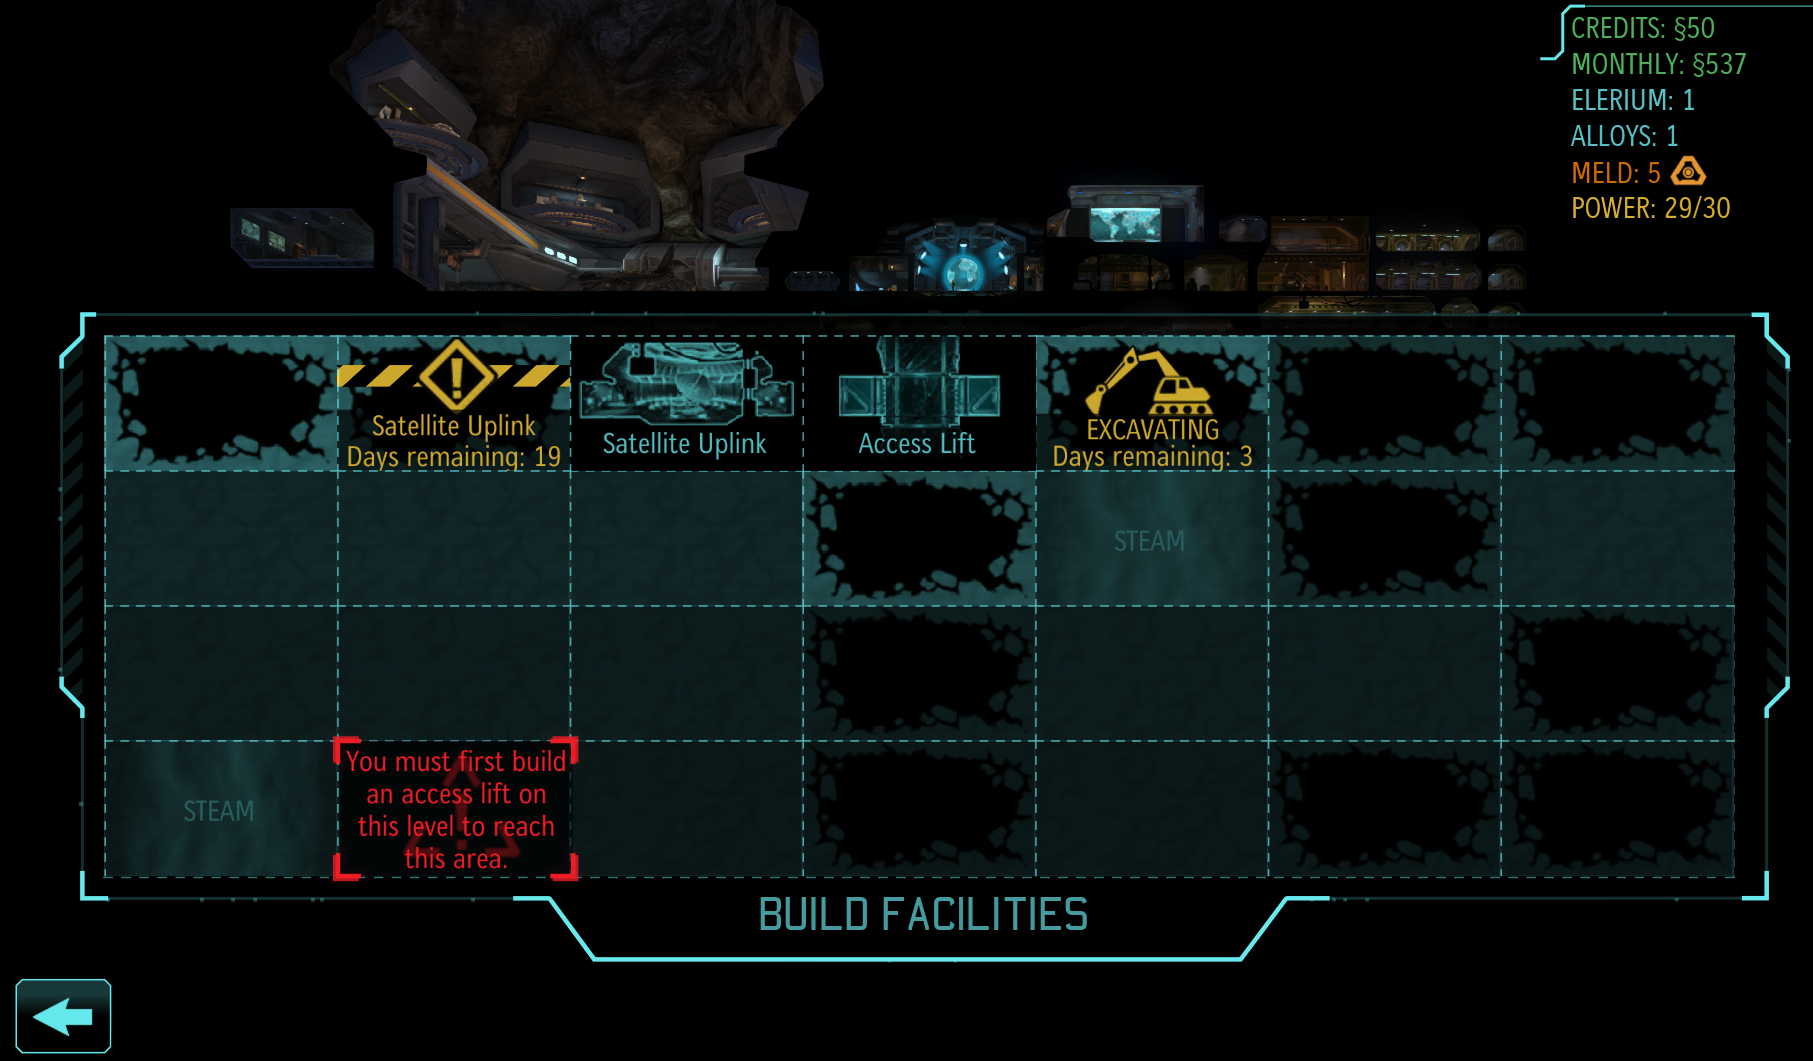 CREDITS: §50
MONTHLY: §537
ELERIUM: 1
ALLOYS: 1
MELD: 5
POWER: 29/30
Satellite Uplink
Days remaining: 19
Satellite Uplink
Access Lift
EXCAVATING
Days remaining: 3
STEAM
STEAM
You must first build
an access lift on
this level to reach
this area.
BUILD FACILITIES